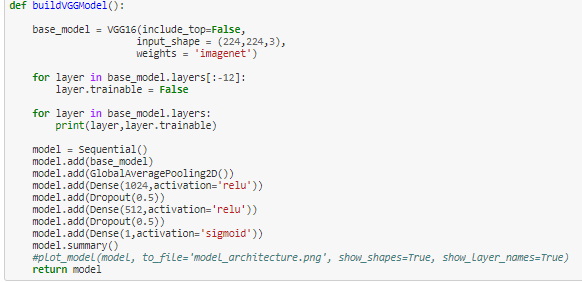 def buildVGGModel():
base_model = VGG16(include_top=False,
input_shape = (224,224,3),
weights = 'imagenet')
for layer in base_model.layers[:-12]:
layer.trainable = False
for layer in base_model.layers:
print(layer,layer.trainable)
model = Sequential()
model.add(base_model)
model.add(GlobalAveragePooling2D())
model.add(Dense(1024,activation='relu'))
model.add(Dropout(0.5))
model.add(Dense(512,activation='relu'))
model.add(Dropout(0.5))
model.add(Dense(1,activation='sigmoid'))
model.summary()
#plot_model(model, to_file='model_architecture.png', show_shapes=True, show_layer_names=True)
return model